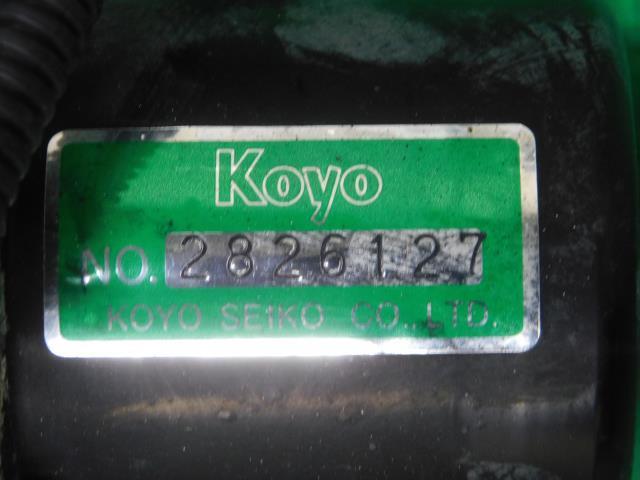 Koyo
NO. 2826127
KOYO SEIKO CO., LTD.